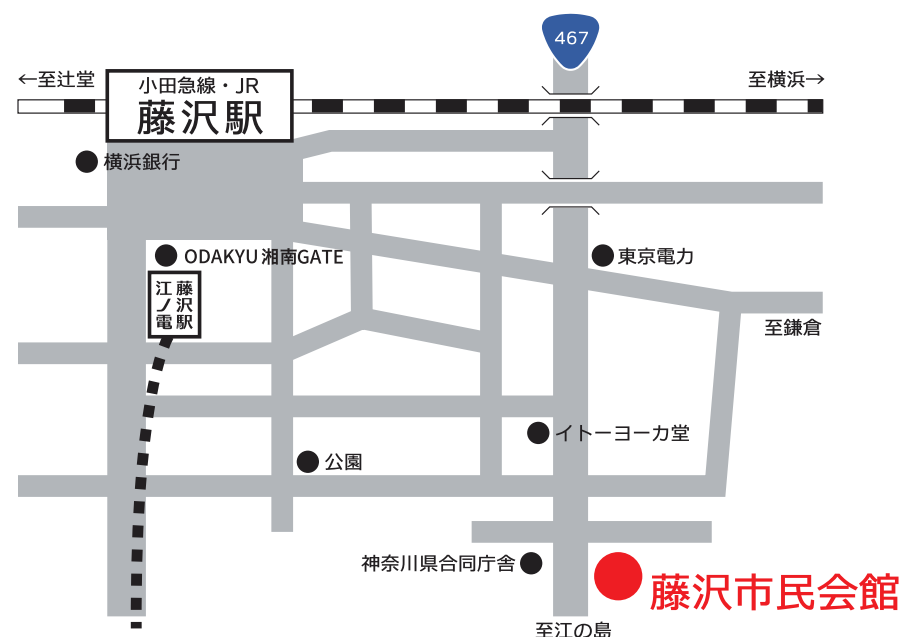 467
←至辻堂
小田急線・JR
藤沢駅
至横浜→
横浜銀行
ODAKYU 湘南GATE
東京電力
江ノ電
藤沢駅
至鎌倉
イトーヨーカ堂
公園
神奈川県合同庁舎
藤沢市民会館
至江の島